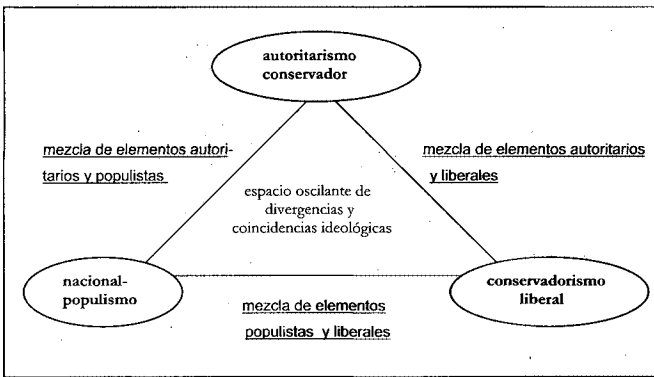 autoritarismo
conservador
mezcla de elementos autori-
tarios y populistas
mezcla de elementos autoritarios
y liberales
espacio oscilante de
divergencias y
coincidencias ideológicas
nacional-
populismo
conservadorismo
liberal
mezcla de elementos
populistas y liberales